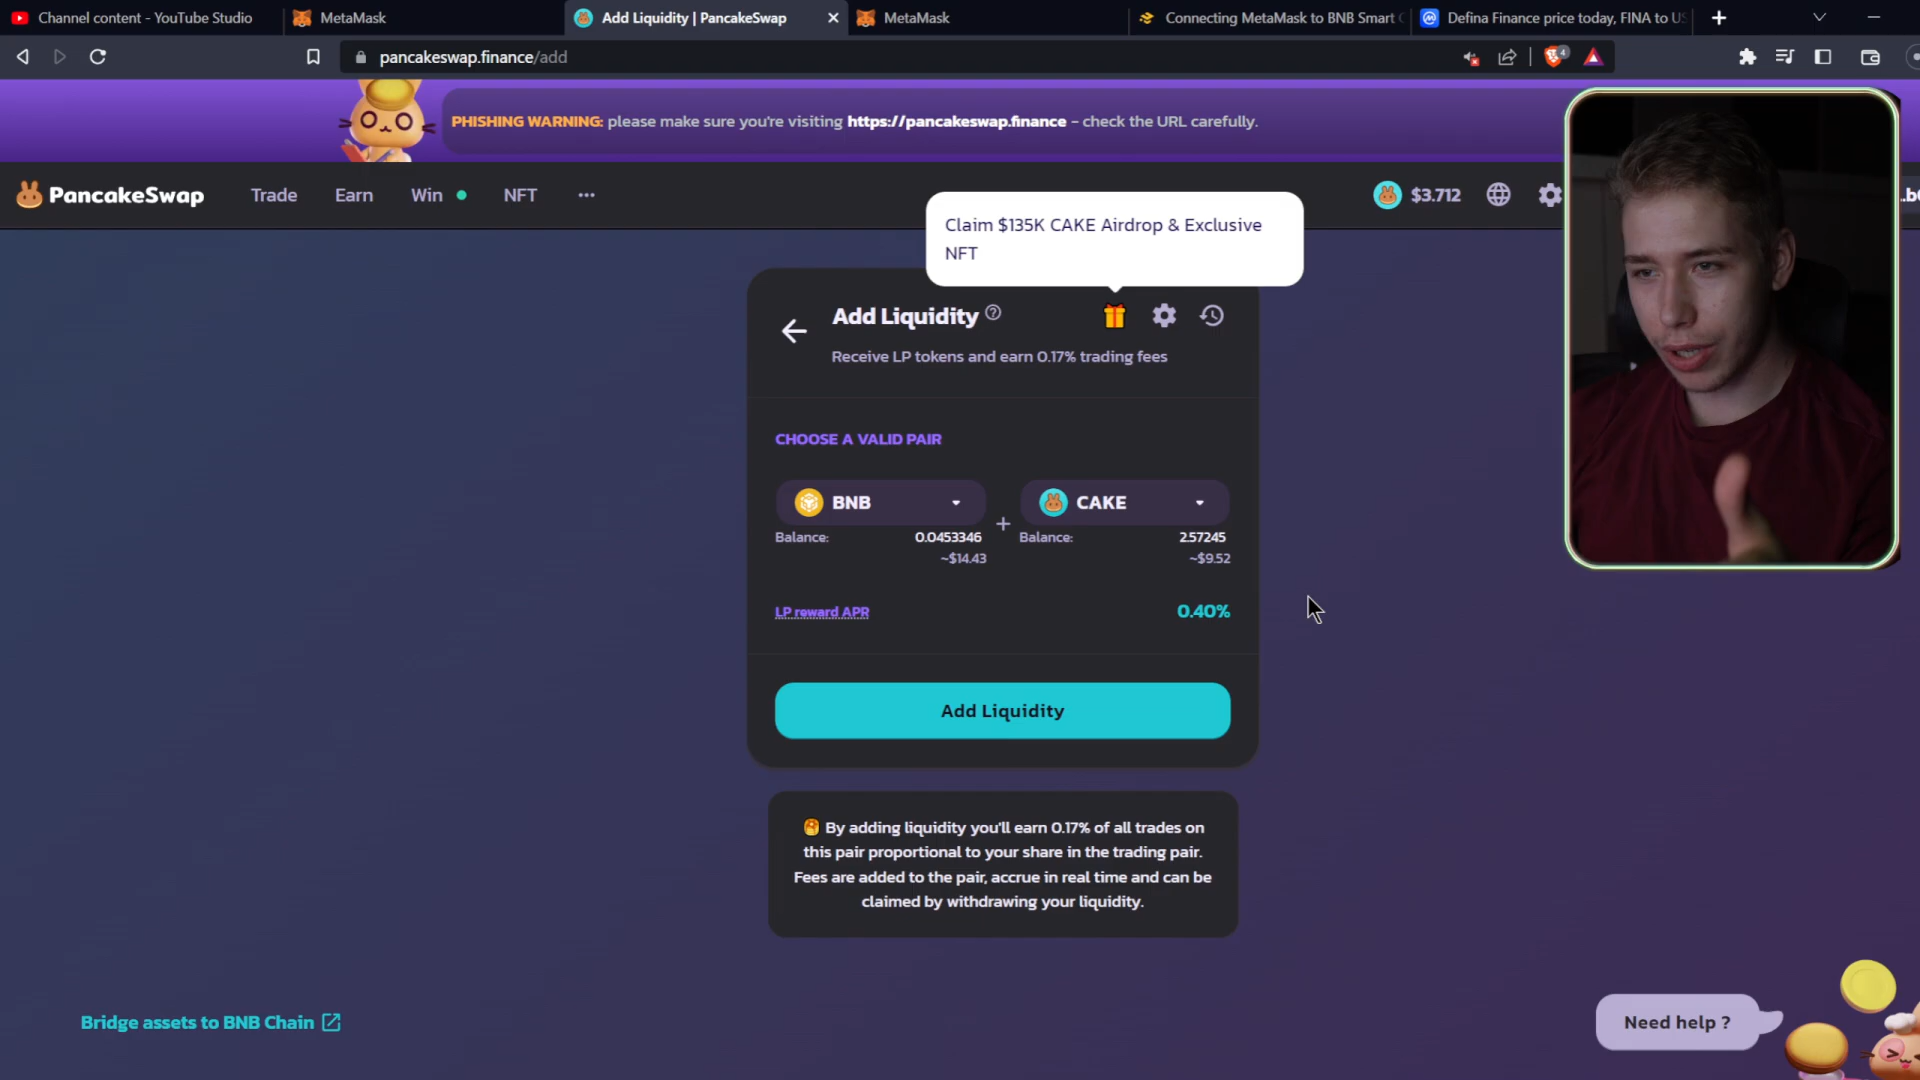 Channel content - YouTube Studio
MetaMask
Add Liquidity | PancakeSwap
MetaMask
Connecting MetaMask to BNB Smart C
Defina Finance price today, FINA to US
pancakeswap.finance/add
4
PHISHING WARNING: please make sure you're visiting https://pancakeswap.finance - check the URL carefully.
PancakeSwap
Trade
Earn
Win
NFT
$3.712
Claim $135K CAKE Airdrop & Exclusive
NFT
Add Liquidity
Receive LP tokens and earn 0.17% trading fees
CHOOSE A VALID PAIR
BNB
CAKE
Balance: 0.0453346
~$14.43
+
Balance: 2.57245
~$9.52
LP reward APR
0.40%
Add Liquidity
By adding liquidity you'll earn 0.17% of all trades on
this pair proportional to your share in the trading pair.
Fees are added to the pair, accrue in real time and can be
claimed by withdrawing your liquidity.
Bridge assets to BNB Chain
Need help ?